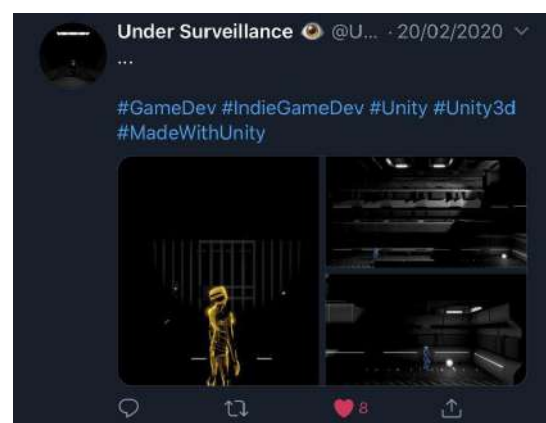 Under Surveillance 👁 @U... · 20/02/2020
...
#GameDev #IndieGameDev #Unity #Unity3d
#MadeWithUnity
8